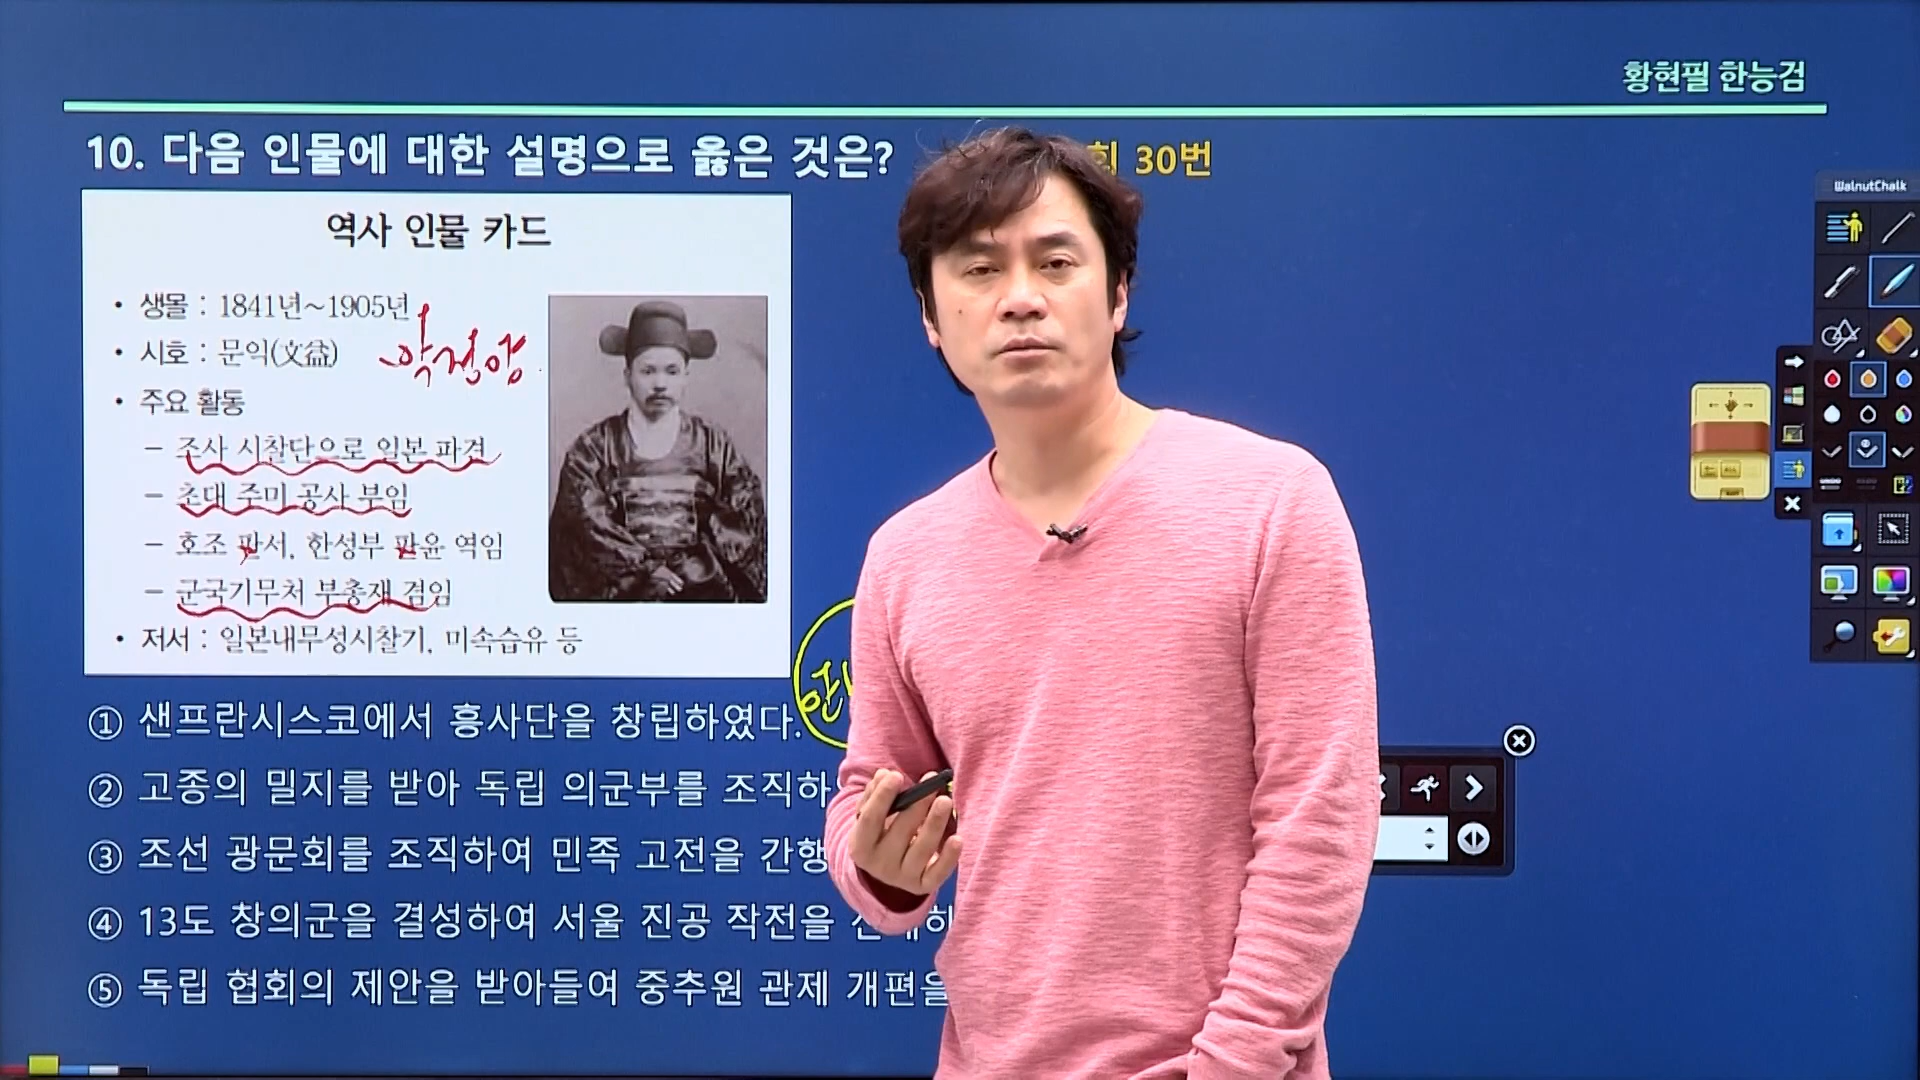 황현필 한능검
10. 다음 인물에 대한 설명으로 옳은 것은?
회 30번
역사 인물 카드
• 생몰 : 1841년~1905년
• 시호 : 문익(文益)
박정양
• 주요 활동
– 조사 시찰단으로 일본 파견
– 초대 주미 공사 부임
– 호조 판서, 한성부 판윤 역임
– 군국기무처 부총재 겸임
• 저서 : 일본내무성시찰기, 미속습유 등
① 샌프란시스코에서 흥사단을 창립하였다.
안
② 고종의 밀지를 받아 독립 의군부를 조직하
③ 조선 광문회를 조직하여 민족 고전을 간행
④ 13도 창의군을 결성하여 서울 진공 작전을
⑤ 독립 협회의 제안을 받아들여 중추원 관제 개편을
WalnutChalk